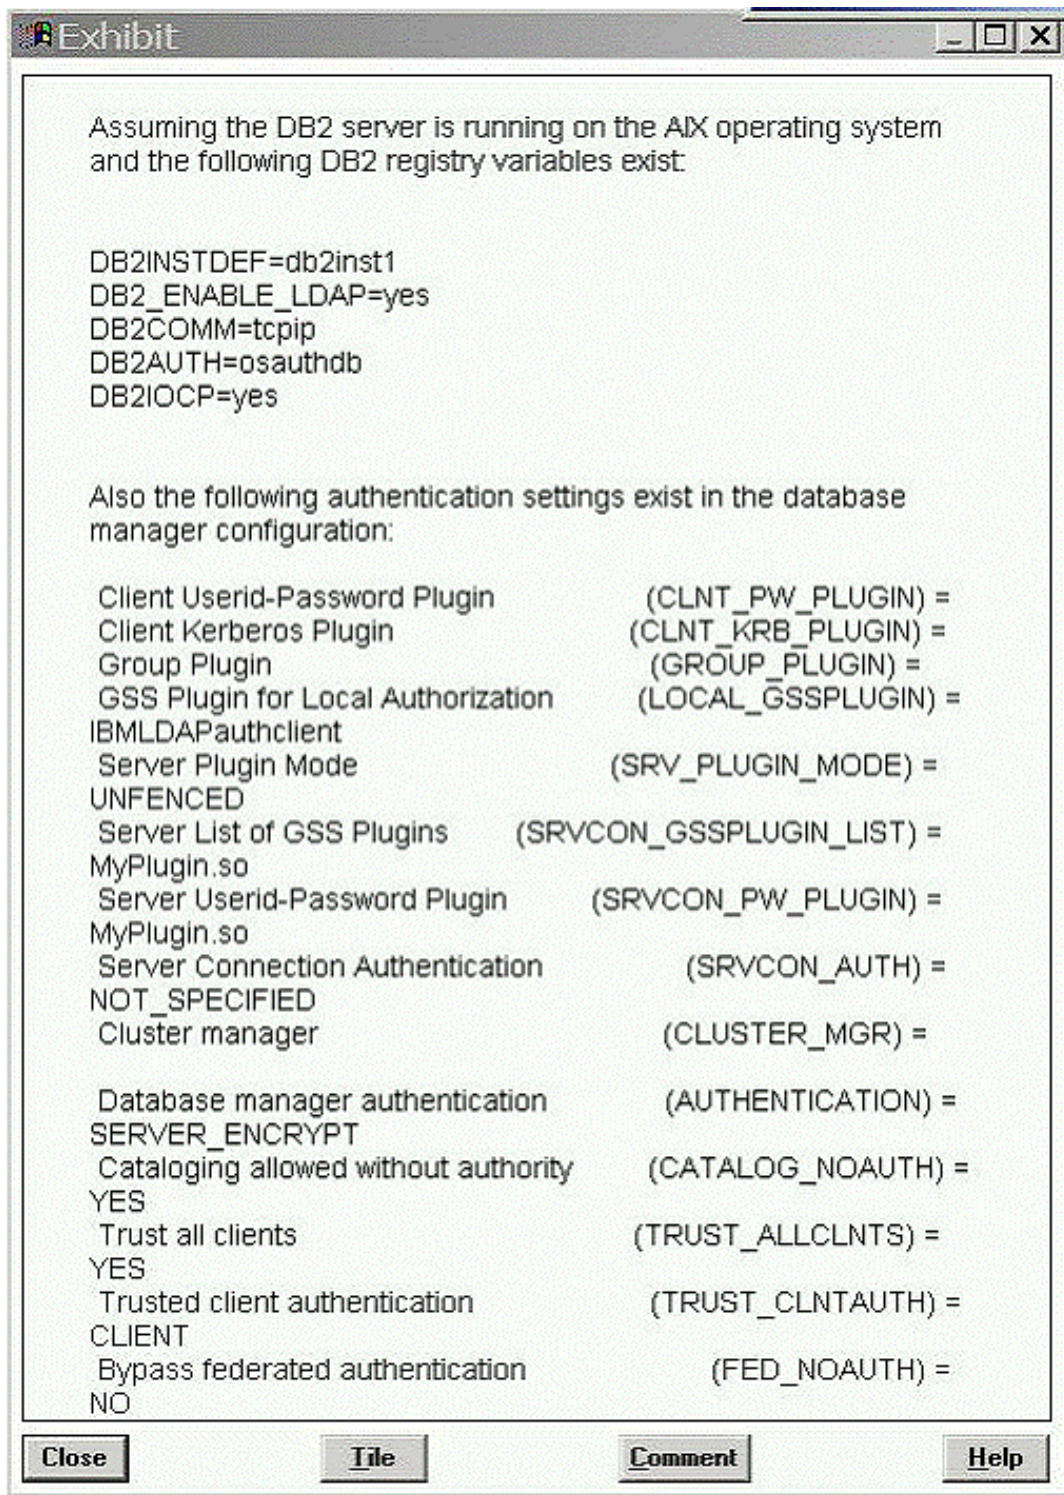 Exhibit
Assuming the DB2 server is running on the AIX operating system
and the following DB2 registry variables exist:
DB2INSTDEF=db2inst1
DB2_ENABLE_LDAP=yes
DB2COMM=tcpip
DB2AUTH=osauthdb
DB2IOCP=yes
Also the following authentication settings exist in the database
manager configuration:
Client Userid-Password Plugin (CLNT_PW_PLUGIN) =
Client Kerberos Plugin (CLNT_KRB_PLUGIN) =
Group Plugin (GROUP_PLUGIN) =
GSS Plugin for Local Authorization (LOCAL_GSSPLUGIN) =
IBMLDAPauthclient
Server Plugin Mode (SRV_PLUGIN_MODE) =
UNFENCED
Server List of GSS Plugins (SRVCON_GSSPLUGIN_LIST) =
MyPlugin.so
Server Userid-Password Plugin (SRVCON_PW_PLUGIN) =
MyPlugin.so
Server Connection Authentication (SRVCON_AUTH) =
NOT_SPECIFIED
Cluster manager (CLUSTER_MGR) =
Database manager authentication (AUTHENTICATION) =
SERVER_ENCRYPT
Cataloging allowed without authority (CATALOG_NOAUTH) =
YES
Trust all clients (TRUST_ALLCLNTS) =
YES
Trusted client authentication (TRUST_CLNTAUTH) =
CLIENT
Bypass federated authentication (FED_NOAUTH) =
NO
Close Tile Comment Help